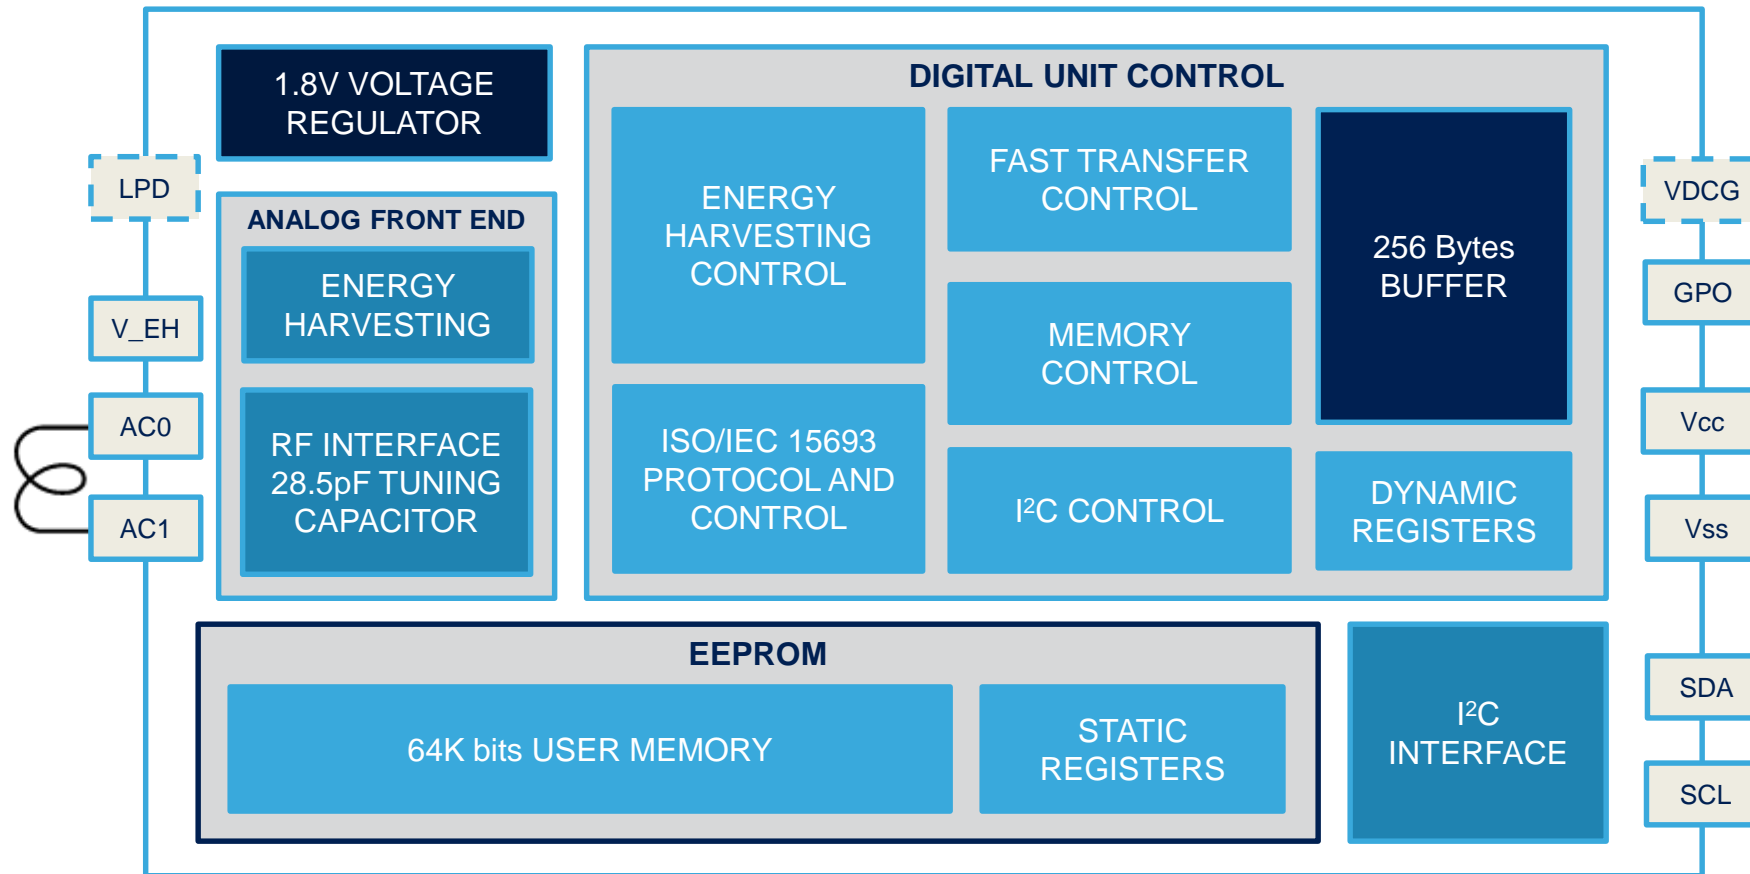 1.8V VOLTAGE
REGULATOR
LPD
V_EH
AC0
AC1
ANALOG FRONT END
ENERGY
HARVESTING
RF INTERFACE
28.5pF TUNING
CAPACITOR
DIGITAL UNIT CONTROL
ENERGY
HARVESTING
CONTROL
FAST TRANSFER
CONTROL
256 Bytes
BUFFER
MEMORY
CONTROL
ISO/IEC 15693
PROTOCOL AND
CONTROL
I²C CONTROL
DYNAMIC
REGISTERS
EEPROM
64K bits USER MEMORY
STATIC
REGISTERS
I²C
INTERFACE
VDCG
GPO
Vcc
Vss
SDA
SCL